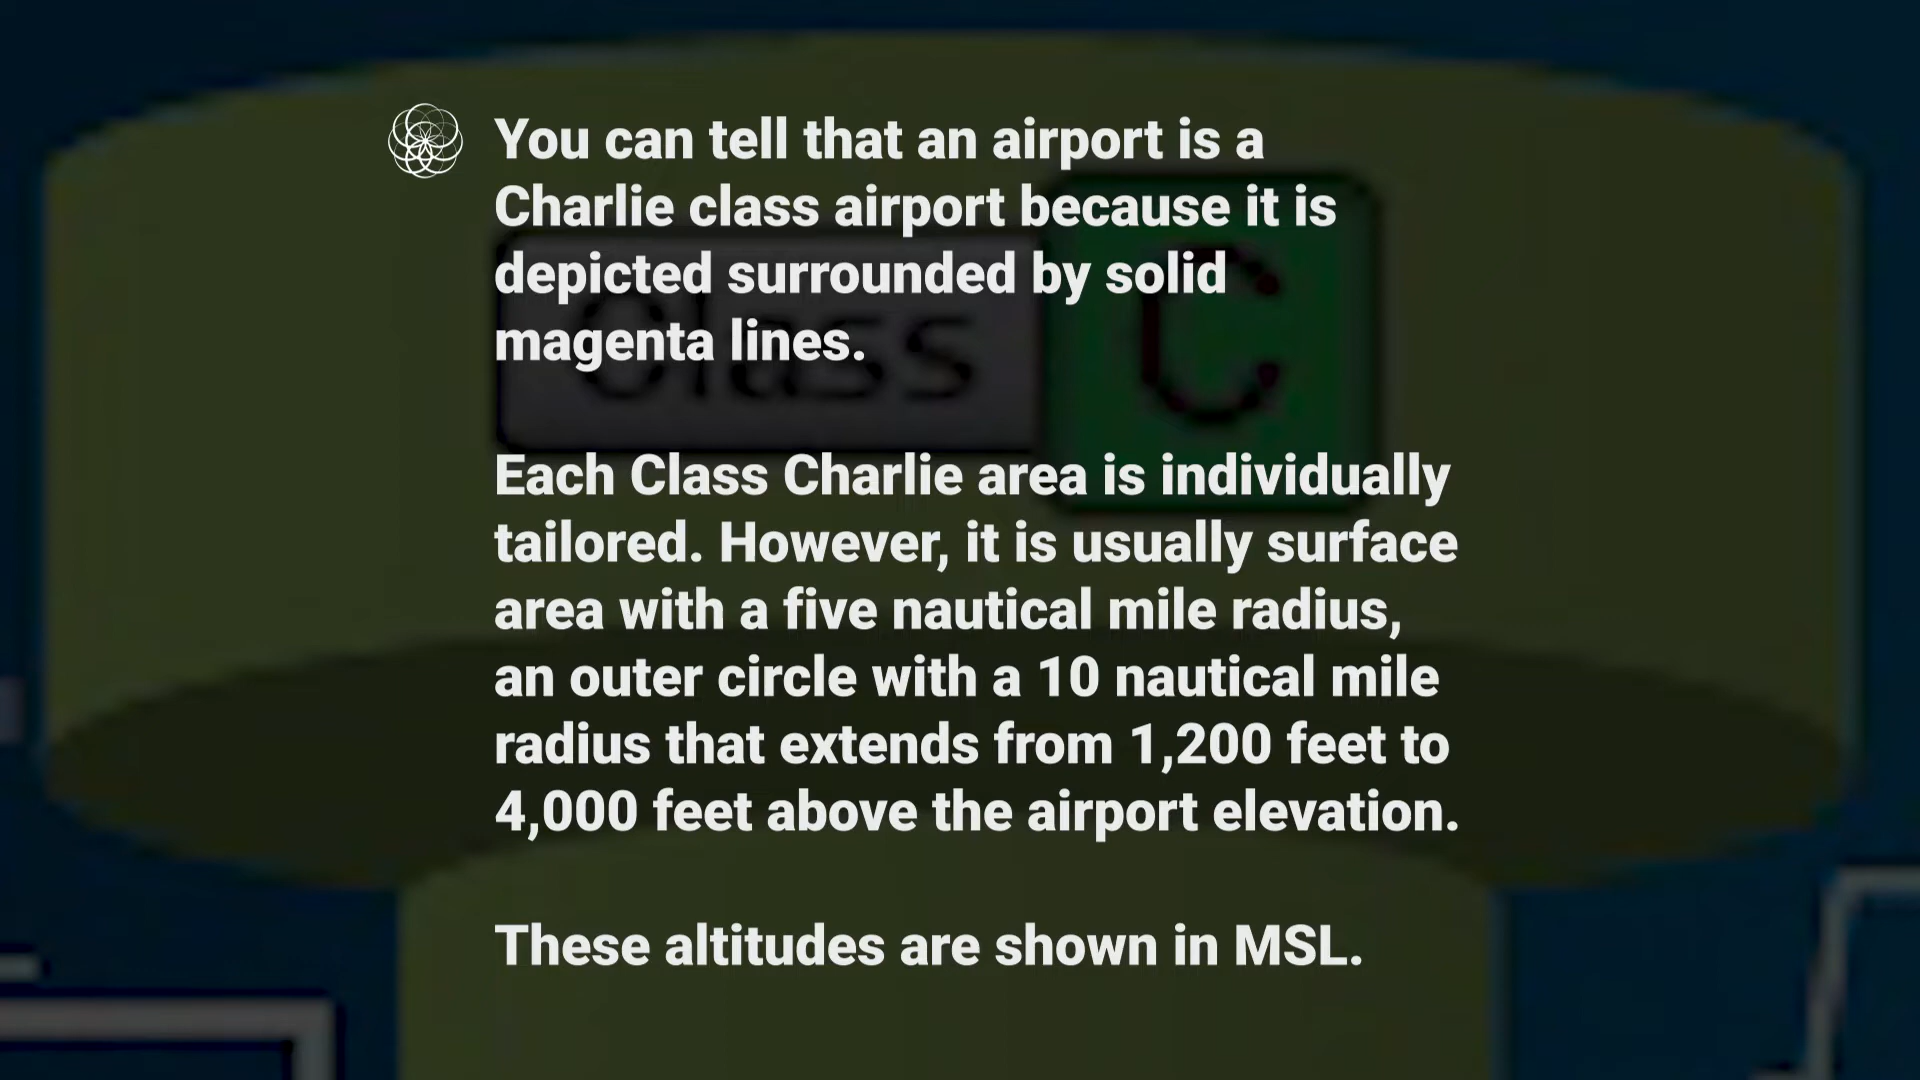 You can tell that an airport is a
Charlie class airport because it is
depicted surrounded by solid
magenta lines.
Class C
Each Class Charlie area is individually
tailored. However, it is usually surface
area with a five nautical mile radius,
an outer circle with a 10 nautical mile
radius that extends from 1,200 feet to
4,000 feet above the airport elevation.
These altitudes are shown in MSL.